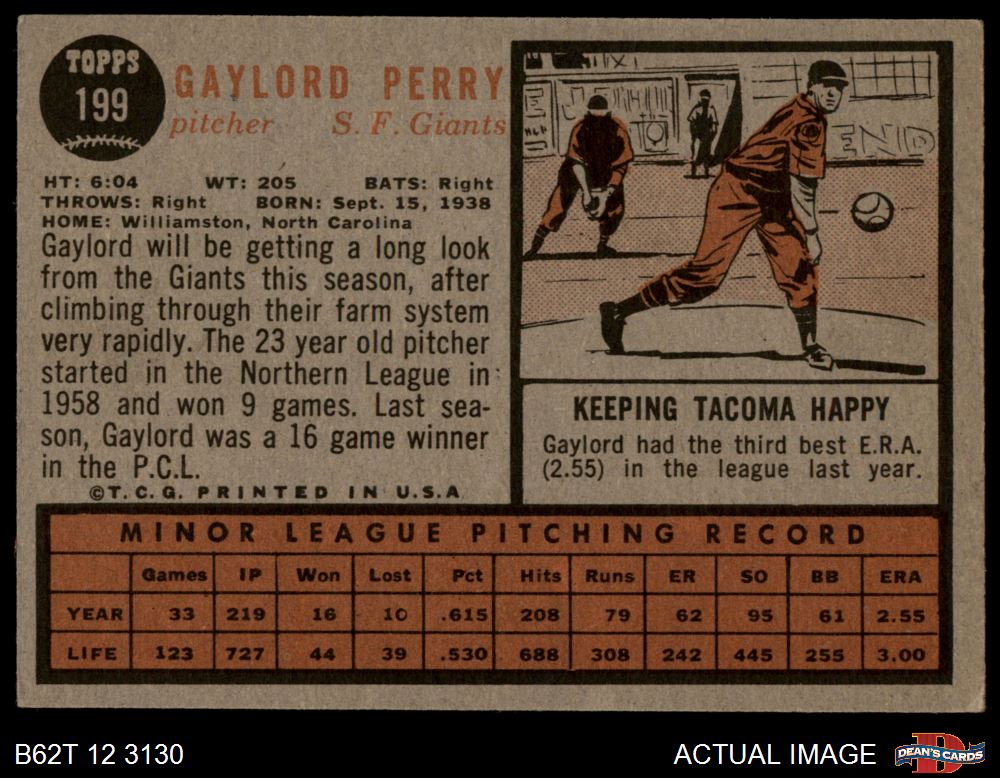 TOPPS
199
GAYLORD PERRY
pitcher S. F. Giants
HT: 6:04 WT: 205 BATS: Right
THROWS: Right BORN: Sept. 15, 1938
HOME: Williamston, North Carolina
Gaylord will be getting a long look
from the Giants this season, after
climbing through their farm system
very rapidly. The 23 year old pitcher
started in the Northern League in
1958 and won 9 games. Last sea-
son, Gaylord was a 16 game winner
in the P.C.L.
©T.C.G. PRINTED IN U.S.A
END
KEEPING TACOMA HAPPY
Gaylord had the third best E.R.A.
(2.55) in the league last year.
MINOR LEAGUE PITCHING RECORD
Games IP Won Lost Pct Hits Runs ER SO BB ERA
YEAR 33 219 16 10 .615 208 79 62 95 61 2.55
LIFE 123 727 44 39 .530 688 308 242 445 255 3.00
B62T 12 3130
ACTUAL IMAGE
DEAN'S CARDS